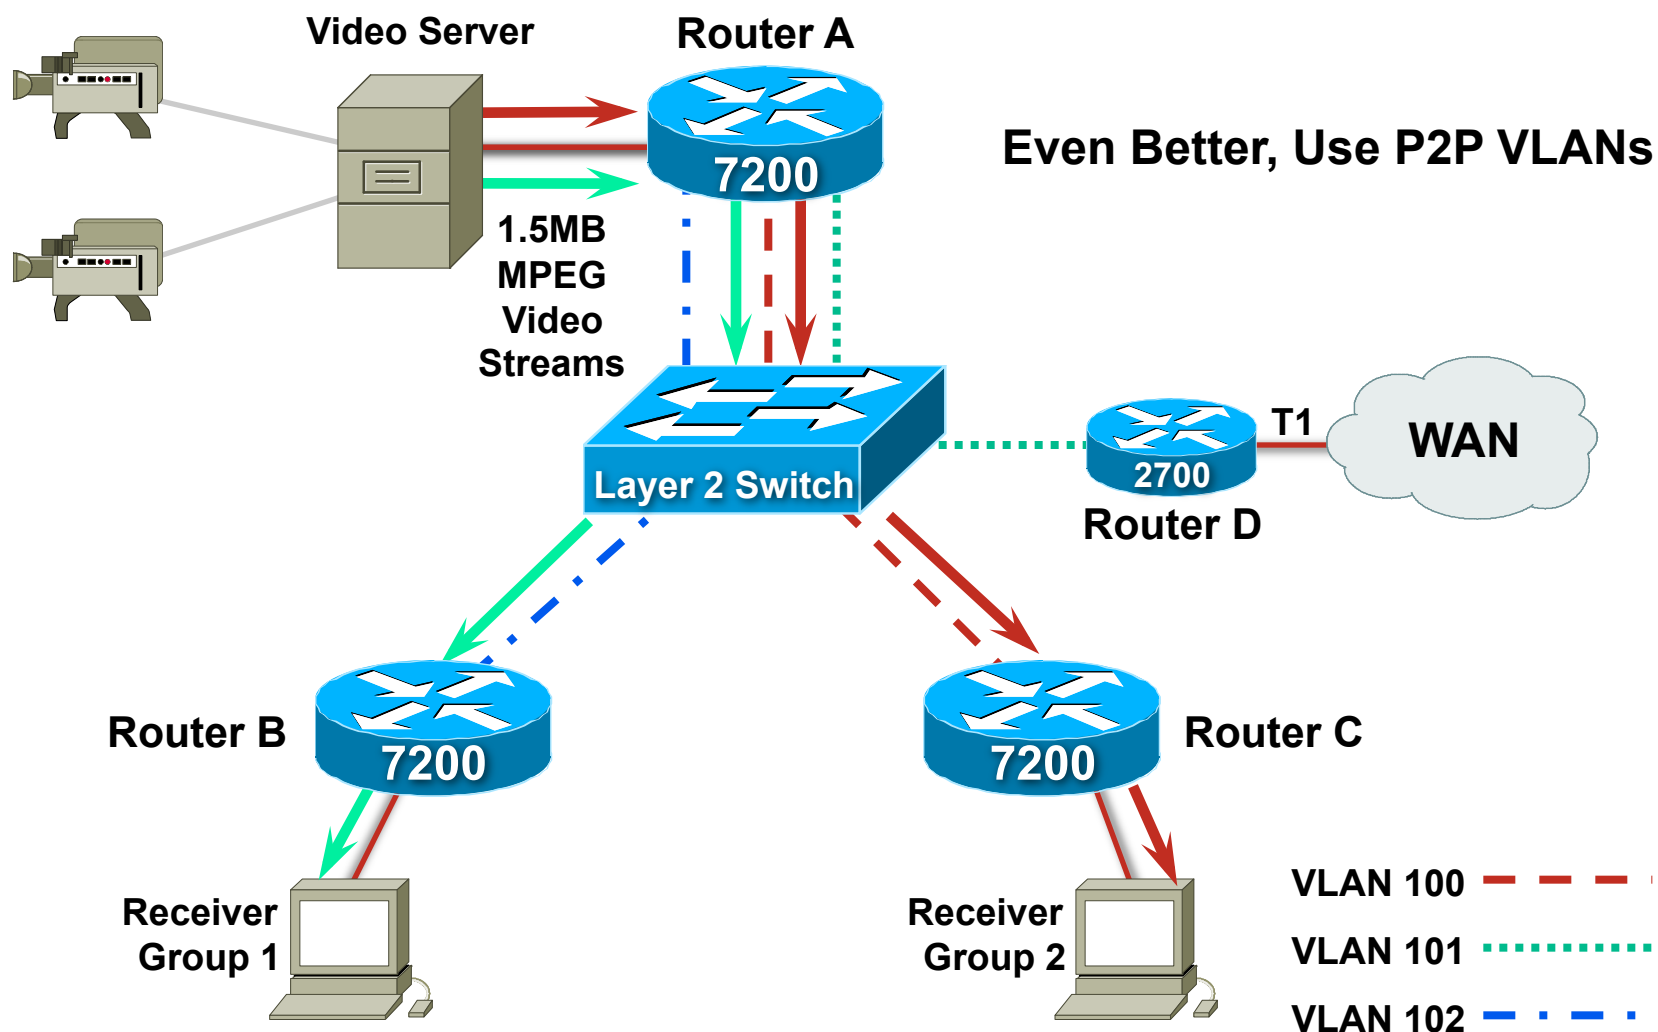 Video Server
Router A
7200
Even Better, Use P2P VLANs
1.5MB
MPEG
Video
Streams
Layer 2 Switch
2700
Router D
T1
WAN
Router B
7200
7200
Router C
Receiver
Group 1
Receiver
Group 2
VLAN 100
VLAN 101
VLAN 102